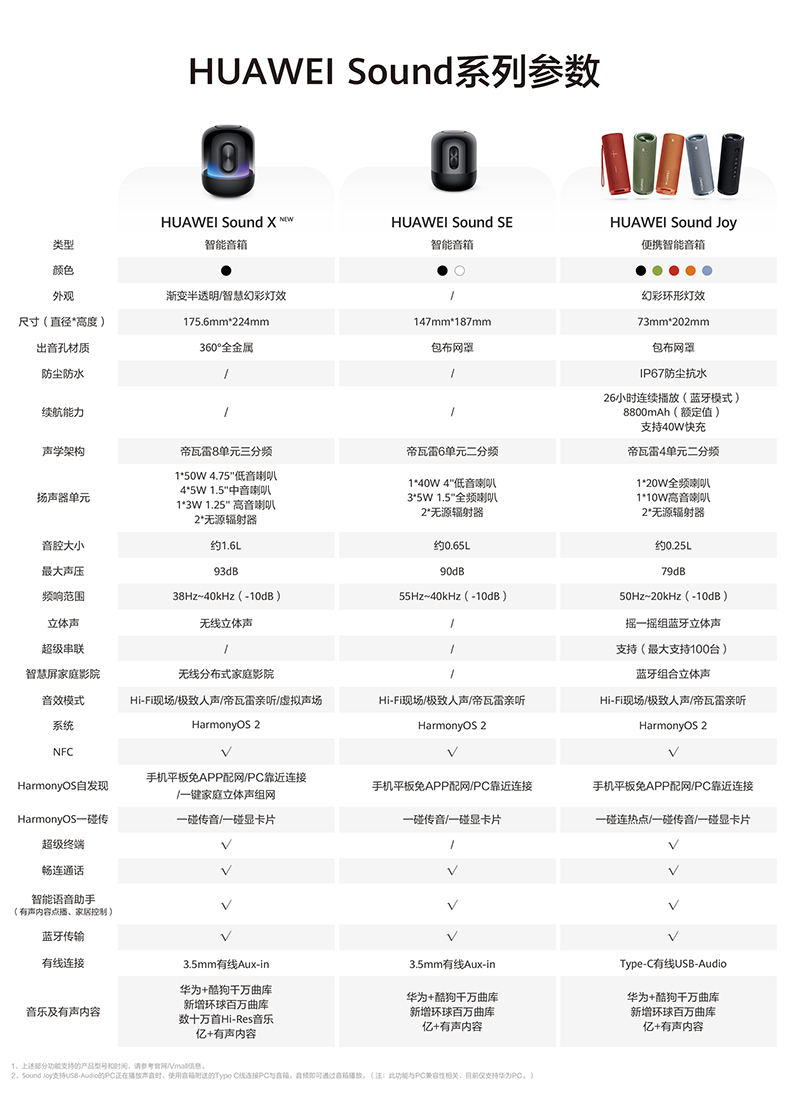 HUAWEI Sound系列参数
HUAWEI Sound X NEW HUAWEI Sound SE HUAWEI Sound Joy
类型 智能音箱 智能音箱 便携智能音箱
颜色
外观 渐变半透明/智慧幻彩灯效 / 幻彩环形灯效
尺寸（直径*高度） 175.6mm*224mm 147mm*187mm 73mm*202mm
出音孔材质 360°全金属 包布网罩 包布网罩
防尘防水 / / IP67防尘抗水
续航能力 / / 26小时连续播放（蓝牙模式）
8800mAh（额定值）
支持40W快充
声学架构 帝瓦雷8单元三分频 帝瓦雷6单元二分频 帝瓦雷4单元二分频
扬声器单元
1*50W 4.75"低音喇叭
4*5W 1.5"中音喇叭
1*3W 1.25" 高音喇叭
2*无源辐射器
1*40W 4"低音喇叭
3*5W 1.5"全频喇叭
2*无源辐射器
1*20W全频喇叭
1*10W高音喇叭
2*无源辐射器
音腔大小 约1.6L 约0.65L 约0.25L
最大声压 93dB 90dB 79dB
频响范围 38Hz~40kHz（-10dB） 55Hz~40kHz（-10dB） 50Hz~20kHz（-10dB）
立体声 无线立体声 / 摇一摇组蓝牙立体声
超级串联 / / 支持（最大支持100台）
智慧屏家庭影院 无线分布式家庭影院 / 蓝牙组合立体声
音效模式 Hi-Fi现场/极致人声/帝瓦雷亲听/虚拟声场 Hi-Fi现场/极致人声/帝瓦雷亲听 Hi-Fi现场/极致人声/帝瓦雷亲听
系统 HarmonyOS 2 HarmonyOS 2 HarmonyOS 2
NFC √ √ √
HarmonyOS自发现
手机平板免APP配网/PC靠近连接
/一键家庭立体声组网
手机平板免APP配网/PC靠近连接 手机平板免APP配网/PC靠近连接
HarmonyOS一碰传 一碰传音/一碰显卡片 一碰传音/一碰显卡片 一碰连热点/一碰传音/一碰显卡片
超级终端 √ / √
畅连通话 √ √ √
智能语音助手 √ √ √
（有声内容点播、家居控制）
蓝牙传输 √ √ √
有线连接 3.5mm有线Aux-in 3.5mm有线Aux-in Type-C有线USB-Audio
音乐及有声内容
华为+酷狗千万曲库
新增环球百万曲库
数十万首Hi-Res音乐
亿+有声内容
华为+酷狗千万曲库
新增环球百万曲库
亿+有声内容
华为+酷狗千万曲库
新增环球百万曲库
亿+有声内容
1、上述部分功能支持的产品型号和时间，请参考官网/Vmall信息。
2、Sound Joy支持USB-Audio的PC正在播放声音时，使用音箱附送的Type C线连接PC与音箱，音频即可通过音箱播放。（注：此功能与PC兼容性相关，目前仅支持华为PC。）